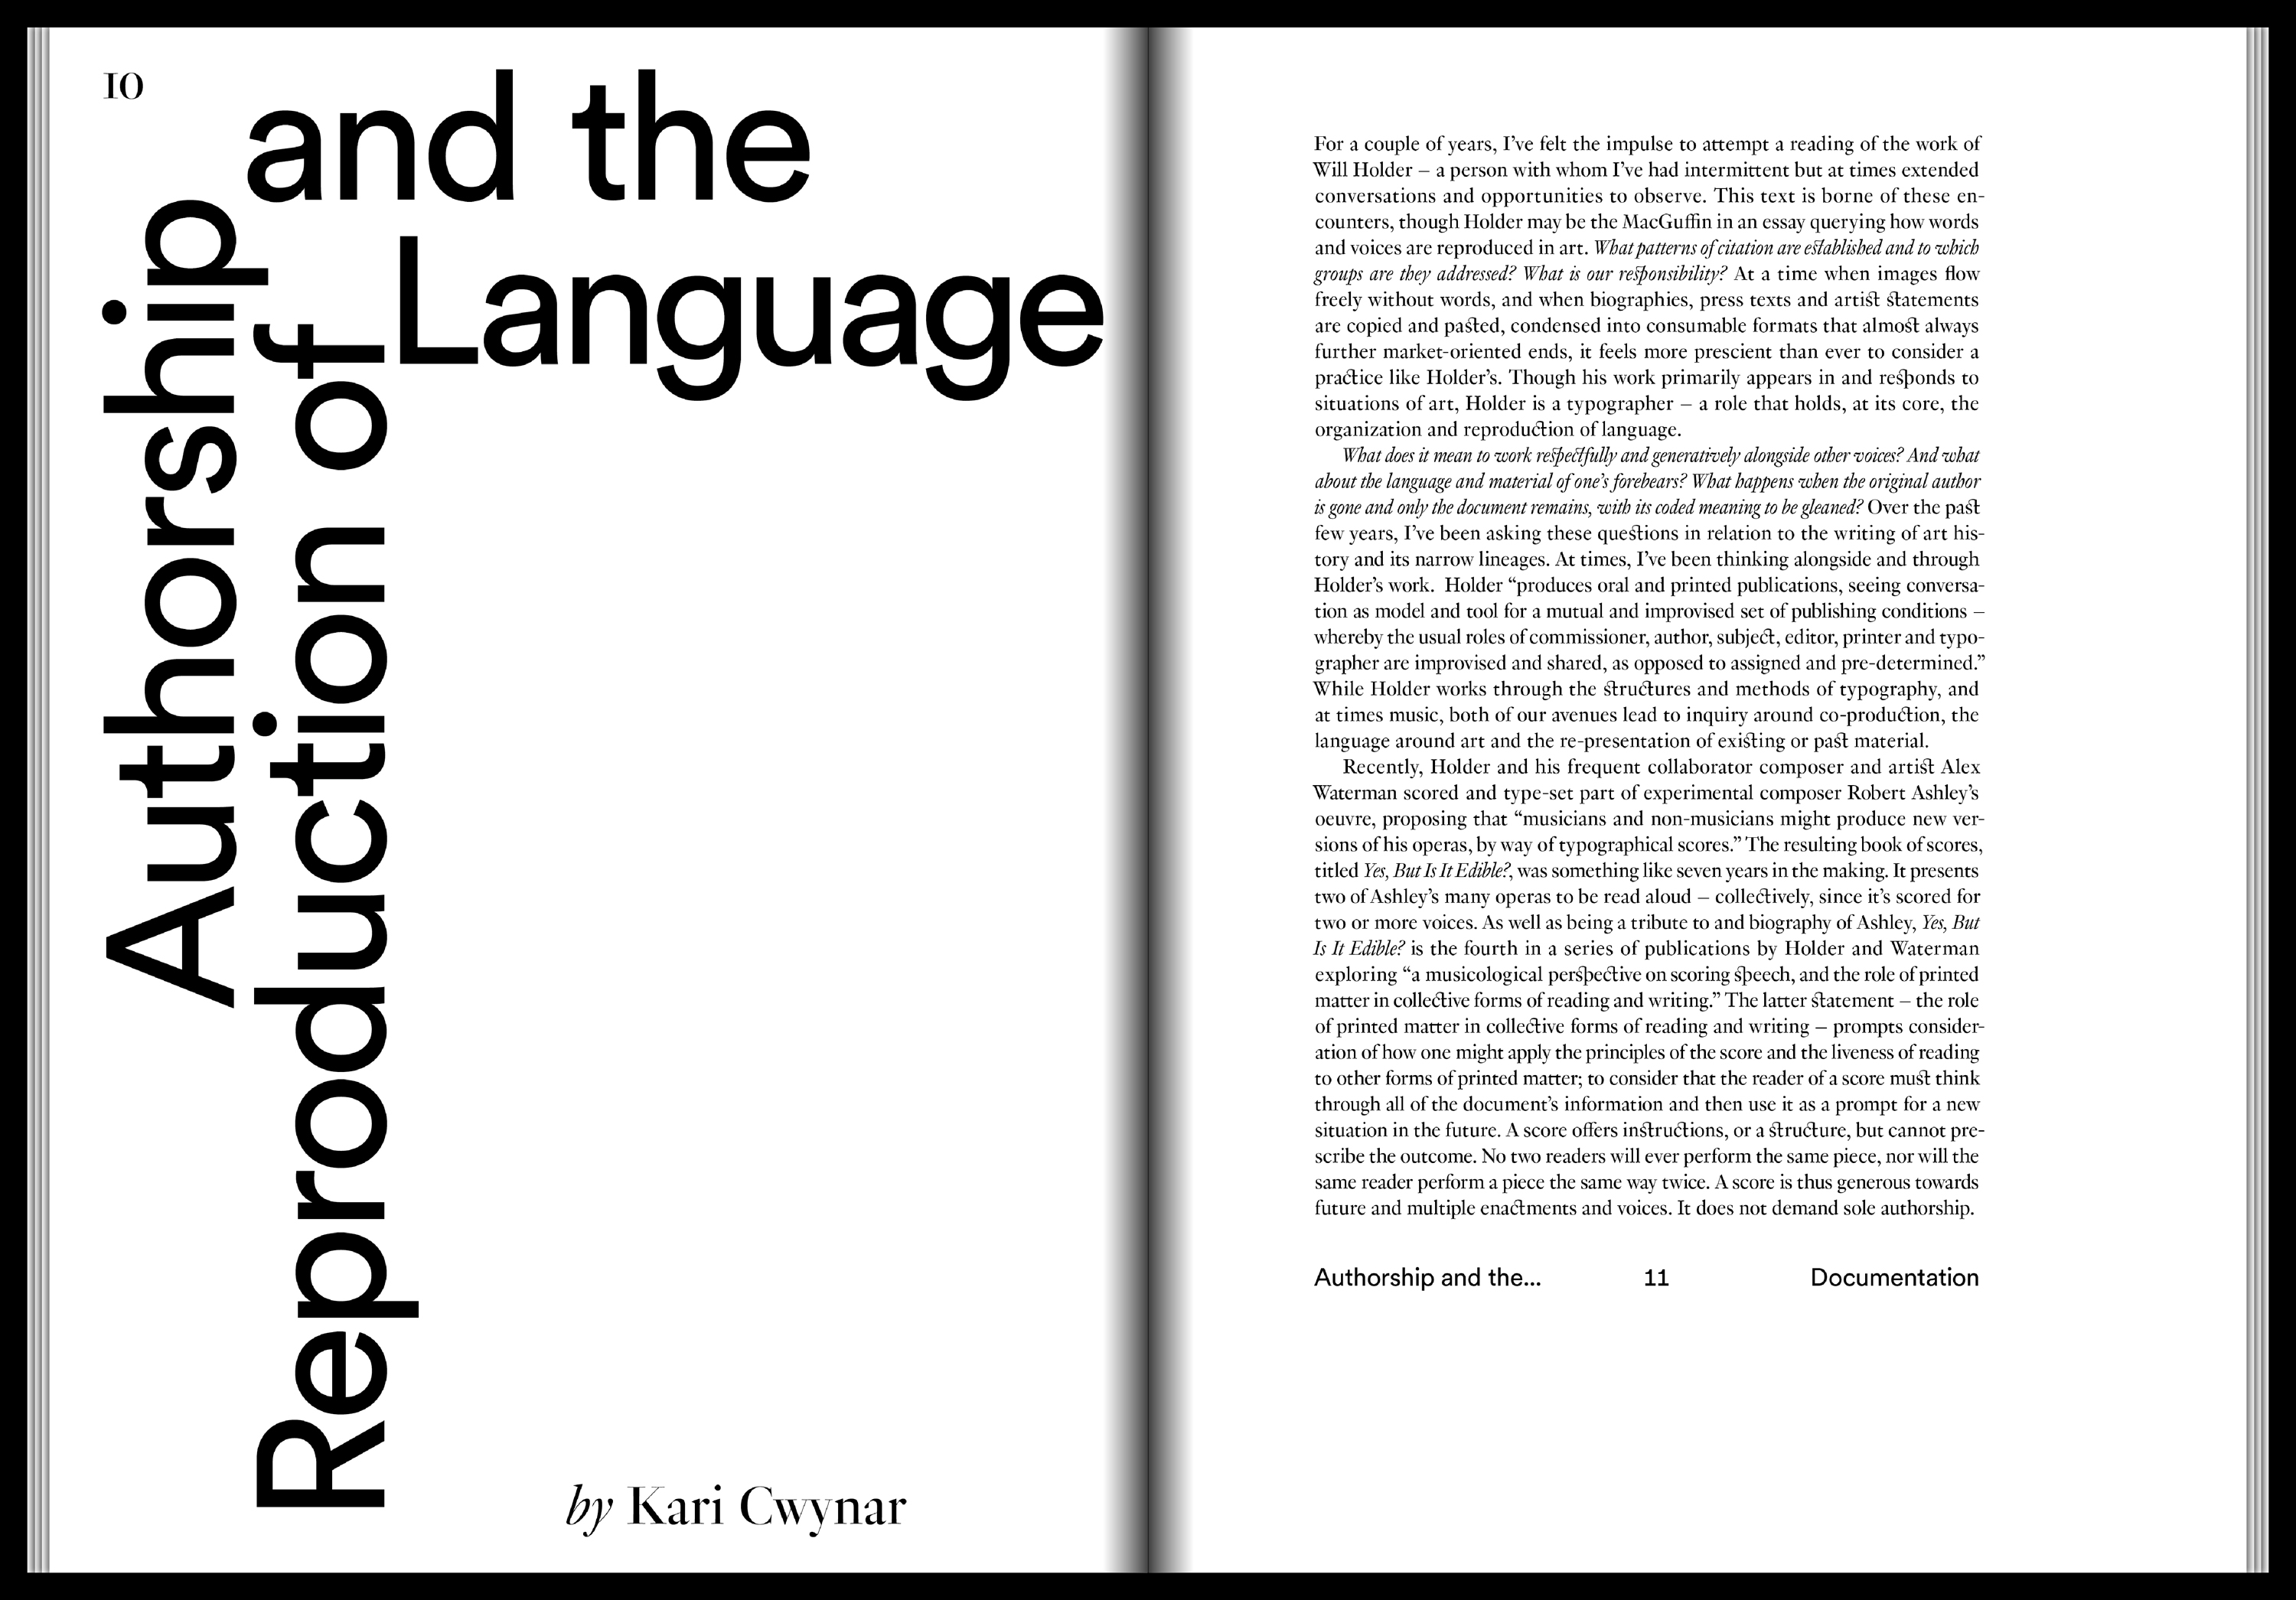 10
Authorship
and the
Reproduction of
Language
by Kari Cwynar
For a couple of years, I’ve felt the impulse to attempt a reading of the work of
Will Holder – a person with whom I’ve had intermittent but at times extended
conversations and opportunities to observe. This text is borne of these en-
counters, though Holder may be the MacGuffin in an essay querying how words
and voices are reproduced in art. What patterns of citation are established and to which
groups are they addressed? What is our responsibility? At a time when images flow
freely without words, and when biographies, press texts and artist statements
are copied and pasted, condensed into consumable formats that almost always
further market-oriented ends, it feels more prescient than ever to consider a
practice like Holder’s. Though his work primarily appears in and responds to
situations of art, Holder is a typographer – a role that holds, at its core, the
organization and reproduction of language.
What does it mean to work respectfully and generatively alongside other voices? And what
about the language and material of one’s forebears? What happens when the original author
is gone and only the document remains, with its coded meaning to be gleaned? Over the past
few years, I’ve been asking these questions in relation to the writing of art his-
tory and its narrow lineages. At times, I’ve been thinking alongside and through
Holder’s work. Holder “produces oral and printed publications, seeing conversa-
tion as model and tool for a mutual and improvised set of publishing conditions –
whereby the usual roles of commissioner, author, subject, editor, printer and typo-
grapher are improvised and shared, as opposed to assigned and pre-determined.”
While Holder works through the structures and methods of typography, and
at times music, both of our avenues lead to inquiry around co-production, the
language around art and the re-presentation of existing or past material.
Recently, Holder and his frequent collaborator composer and artist Alex
Waterman scored and type-set part of experimental composer Robert Ashley’s
oeuvre, proposing that “musicians and non-musicians might produce new ver-
sions of his operas, by way of typographical scores.” The resulting book of scores,
titled Yes, But Is It Edible?, was something like seven years in the making. It presents
two of Ashley’s many operas to be read aloud – collectively, since it’s scored for
two or more voices. As well as being a tribute to and biography of Ashley, Yes, But
Is It Edible? is the fourth in a series of publications by Holder and Waterman
exploring “a musicological perspective on scoring speech, and the role of printed
matter in collective forms of reading and writing.” The latter statement – the role
of printed matter in collective forms of reading and writing – prompts consider-
ation of how one might apply the principles of the score and the liveness of reading
to other forms of printed matter; to consider that the reader of a score must think
through all of the document’s information and then use it as a prompt for a new
situation in the future. A score offers instructions, or a structure, but cannot pre-
scribe the outcome. No two readers will ever perform the same piece, nor will the
same reader perform a piece the same way twice. A score is thus generous towards
future and multiple enactments and voices. It does not demand sole authorship.
Authorship and the... 11 Documentation